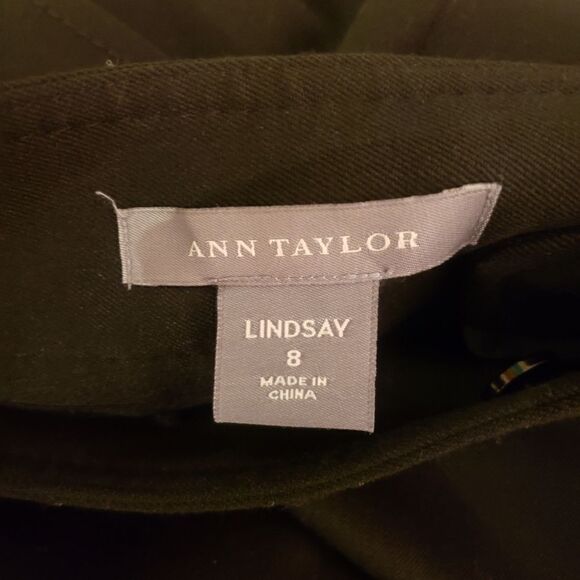 ANN TAYLOR
LINDSAY
8
MADE IN
CHINA